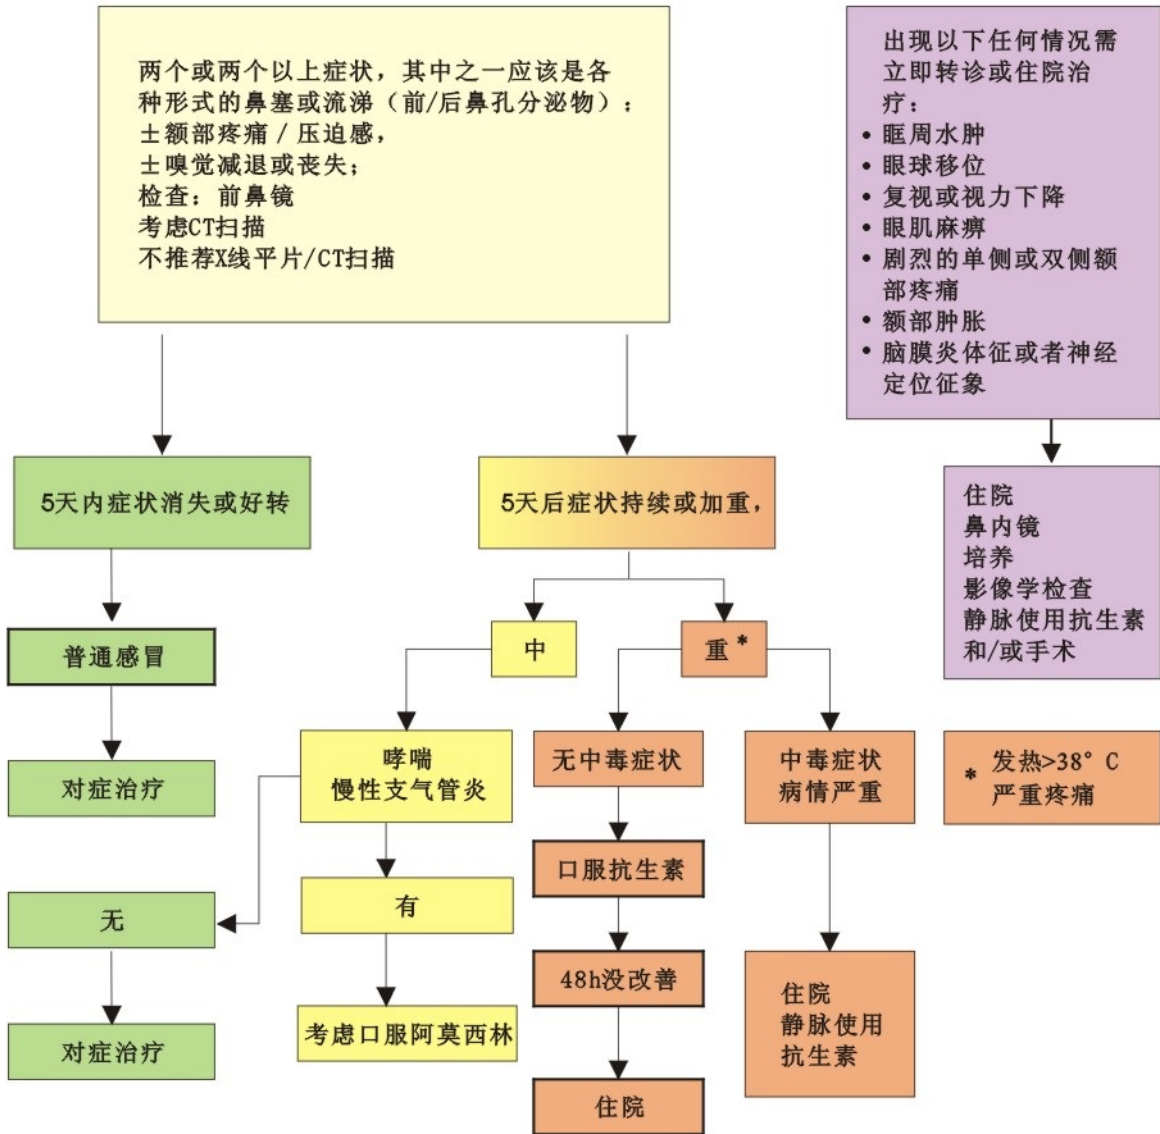 两个或两个以上症状，其中之一应该是各
种形式的鼻塞或流涕（前/后鼻孔分泌物）：
±额部疼痛 / 压迫感，
±嗅觉减退或丧失；
检查：前鼻镜
考虑CT扫描
不推荐X线平片/CT扫描
出现以下任何情况需
立即转诊或住院治
疗：
• 眶周水肿
• 眼球移位
• 复视或视力下降
• 眼肌麻痹
• 剧烈的单侧或双侧额
部疼痛
• 额部肿胀
• 脑膜炎体征或者神经
定位征象
5天内症状消失或好转
5天后症状持续或加重，
住院
鼻内镜
培养
影像学检查
静脉使用抗生素
和/或手术
普通感冒
中
重*
对症治疗
哮喘
慢性支气管炎
无中毒症状
中毒症状
病情严重
* 发热>38° C
严重疼痛
口服抗生素
无
有
48h没改善
住院
静脉使用
抗生素
对症治疗
考虑口服阿莫西林
住院